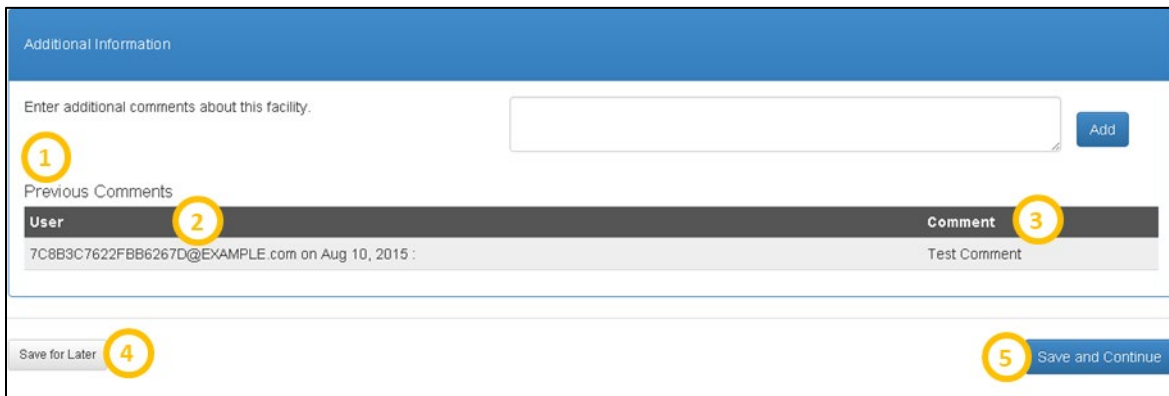 Additional Information
Enter additional comments about this facility.
Add
1
Previous Comments
User 2 Comment 3
7C8B3C7622FBB6267D@EXAMPLE.com on Aug 10, 2015 : Test Comment
Save for Later 4 5 Save and Continue